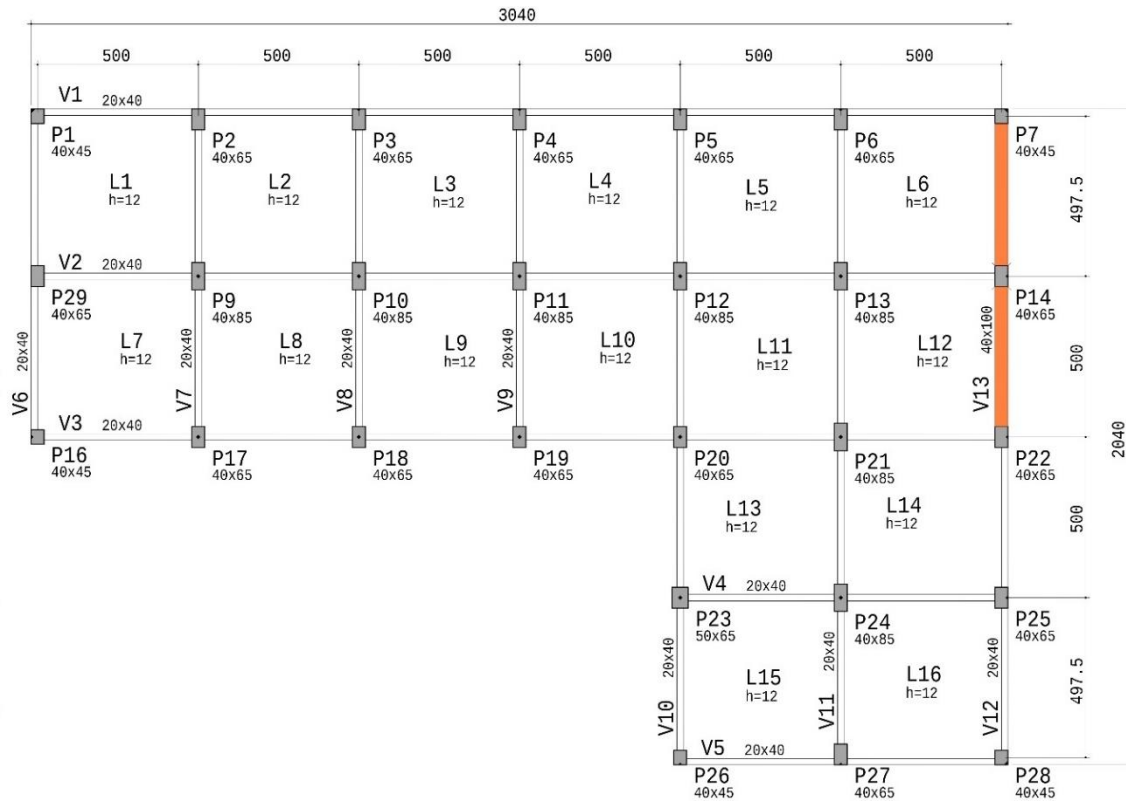 3040
500 500 500 500 500 500
V1 20x40
P1 P2 P3 P4 P5 P6 P7
40x45 40x65 40x65 40x65 40x65 40x65 40x45
L1 L2 L3 L4 L5 L6
h=12 h=12 h=12 h=12 h=12 h=12
497.5
V2 20x40
P29 P9 P10 P11 P12 P13 P14
40x65 40x85 40x85 40x85 40x85 40x85 40x65
L7 L8 L9 L10 L11 L12
h=12 h=12 h=12 h=12 h=12 h=12
20x40 20x40 20x40 20x40 40x100
500
V6 V7 V8 V9 V13
V3 20x40
2040
P16 P17 P18 P19 P20 P21 P22
40x45 40x65 40x65 40x65 40x65 40x85 40x65
L13 L14
h=12 h=12
500
V4 20x40
P23 P24 P25
50x65 40x85 40x65
20x40 20x40 20x40
L15 L16
h=12 h=12
497.5
V10 V11 V12
V5 20x40
P26 P27 P28
40x45 40x65 40x45